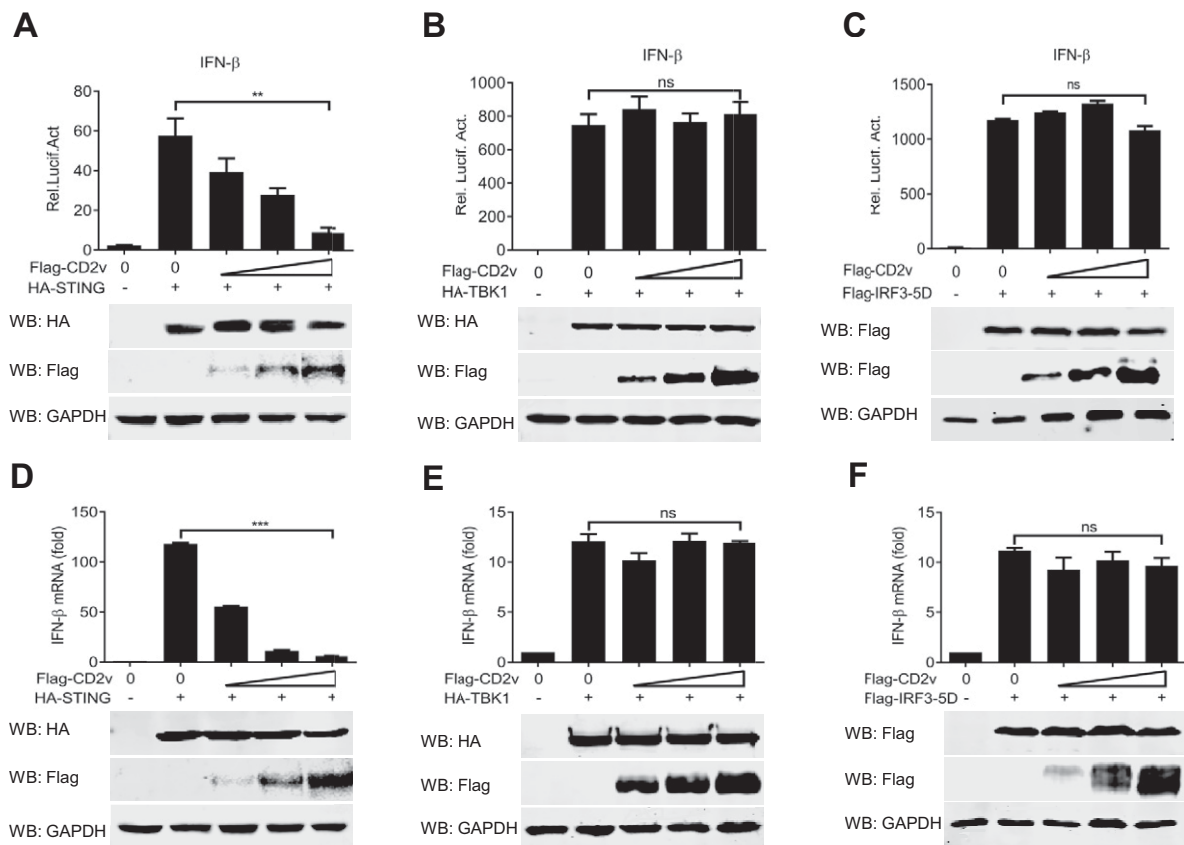 A
IFN-β
Rel.Lucif.Act
80
60
40
20
0
**
Flag-CD2v 0 0
HA-STING - + + + +
WB: HA
WB: Flag
WB: GAPDH
B
IFN-β
Rel. Lucif. Act.
1000
800
600
400
200
0
ns
Flag-CD2v 0 0
HA-TBK1 - + + + +
WB: HA
WB: Flag
WB: GAPDH
C
IFN-β
Rel. Lucif. Act.
1500
1000
500
0
ns
Flag-CD2v 0 0
Flag-IRF3-5D - + + + +
WB: Flag
WB: Flag
WB: GAPDH
D
IFN-β mRNA (fold)
150
100
50
0
***
Flag-CD2v 0 0
HA-STING - + + + +
WB: HA
WB: Flag
WB: GAPDH
E
IFN-β mRNA (fold)
15
10
5
0
ns
Flag-CD2v 0 0
HA-TBK1 - + + + +
WB: HA
WB: Flag
WB: GAPDH
F
IFN-β mRNA (fold)
15
10
5
0
ns
Flag-CD2v 0 0
Flag-IRF3-5D - + + + +
WB: Flag
WB: Flag
WB: GAPDH